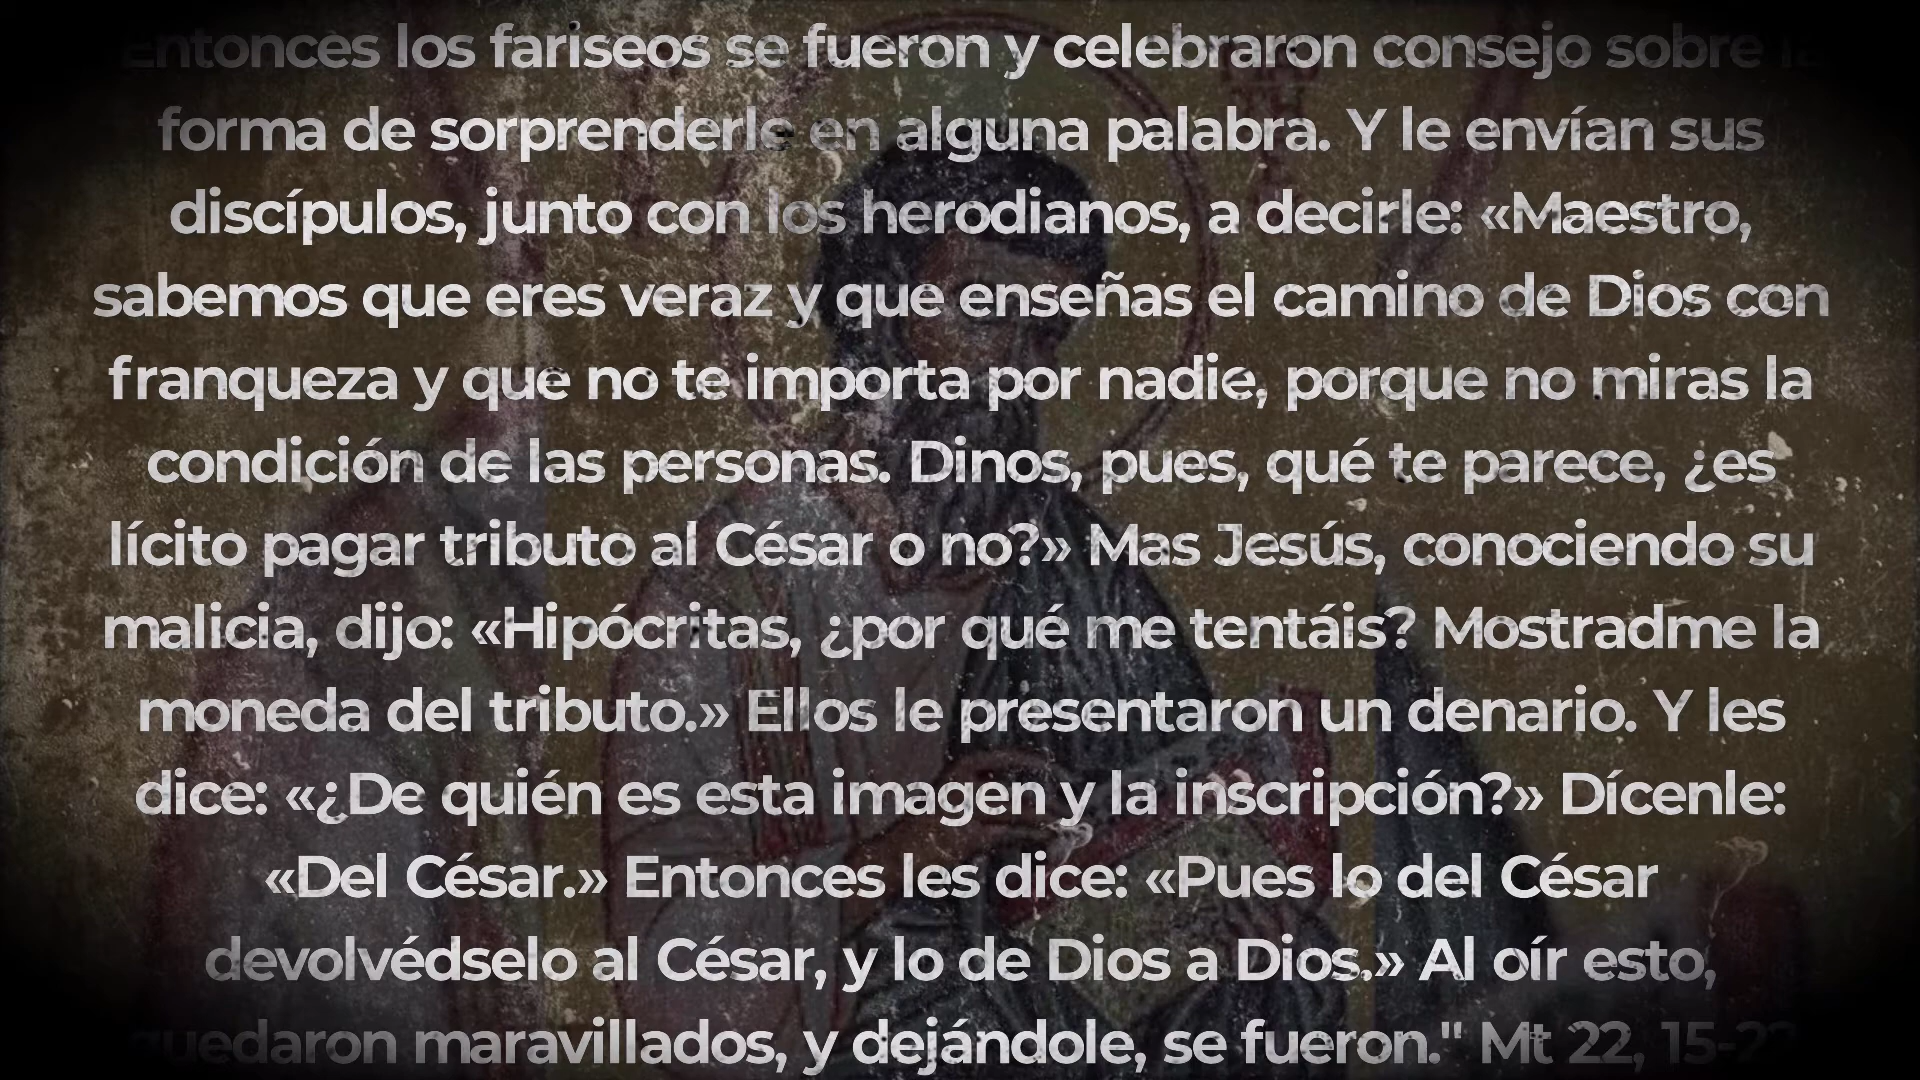 Entonces los fariseos se fueron y celebraron consejo sobre la
forma de sorprenderle en alguna palabra. Y le envían sus
discípulos, junto con los herodianos, a decirle: «Maestro,
sabemos que eres veraz y que enseñas el camino de Dios con
franqueza y que no te importa por nadie, porque no miras la
condición de las personas. Dinos, pues, qué te parece, ¿es
lícito pagar tributo al César o no?» Mas Jesús, conociendo su
malicia, dijo: «Hipócritas, ¿por qué me tentáis? Mostradme la
moneda del tributo.» Ellos le presentaron un denario. Y les
dice: «¿De quién es esta imagen y la inscripción?» Dícenle:
«Del César.» Entonces les dice: «Pues lo del César
devolvédselo al César, y lo de Dios a Dios.» Al oír esto,
quedaron maravillados, y dejándole, se fueron." Mt 22, 15-22